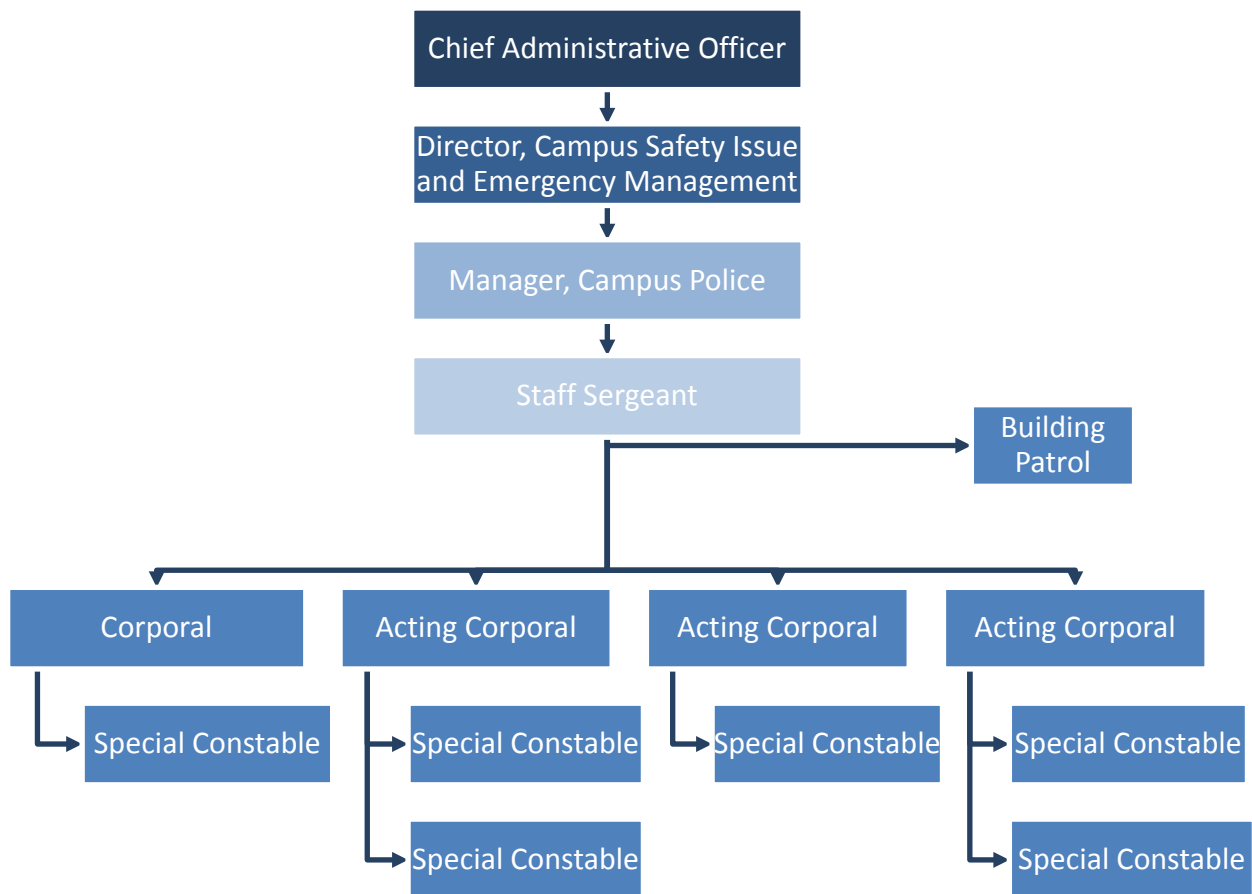 Chief Administrative Officer
Director, Campus Safety Issue
and Emergency Management
Manager, Campus Police
Staff Sergeant
Building
Patrol
Corporal
Acting Corporal
Acting Corporal
Acting Corporal
Special Constable
Special Constable
Special Constable
Special Constable
Special Constable
Special Constable